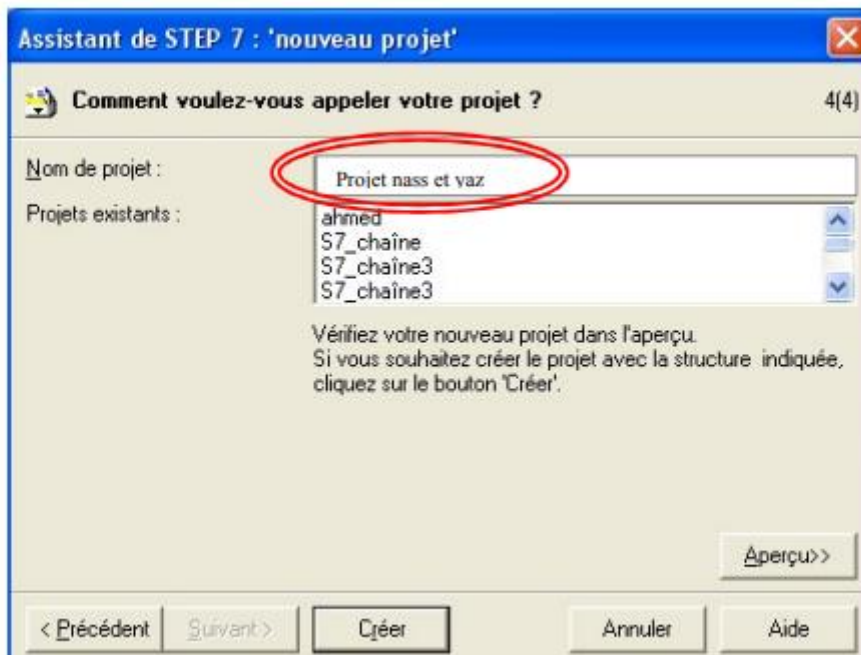 Assistant de STEP 7 : 'nouveau projet'
Comment voulez-vous appeler votre projet ? 4(4)
Nom de projet : Projet nass et yaz
Projets existants : ahmed
S7_chaîne
S7_chaîne3
S7_chaîne3
Vérifiez votre nouveau projet dans l'aperçu.
Si vous souhaitez créer le projet avec la structure indiquée,
cliquez sur le bouton 'Créer'.
Aperçu>>
< Précédent Suivant > Créer Annuler Aide